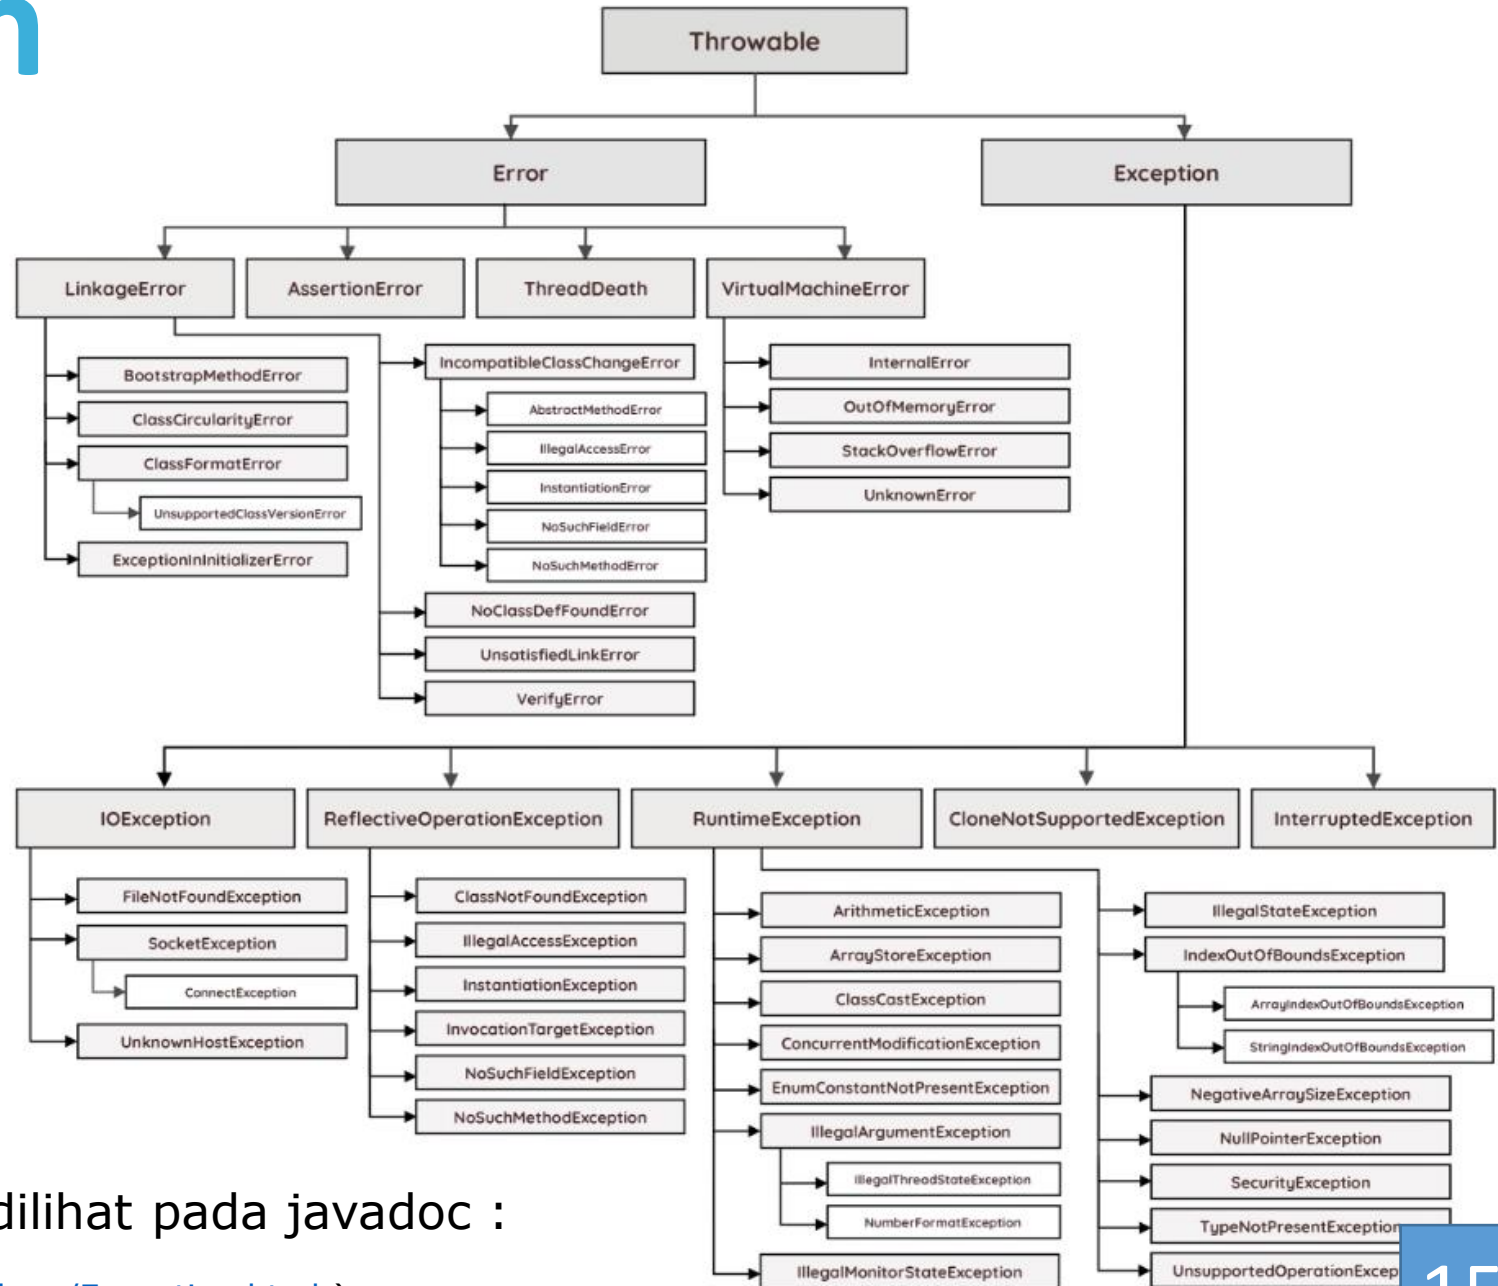 n
Throwable
Error
Exception
LinkageError
AssertionError
ThreadDeath
VirtualMachineError
BootstrapMethodError
ClassCircularityError
ClassFormatError
UnsupportedClassVersionError
ExceptionInInitializerError
IncompatibleClassChangeError
AbstractMethodError
IllegalAccessError
InstantiationError
NoSuchFieldError
NoSuchMethodError
NoClassDefFoundError
UnsatisfiedLinkError
VerifyError
InternalError
OutOfMemoryError
StackOverflowError
UnknownError
IOException
ReflectiveOperationException
RuntimeException
CloneNotSupportedException
InterruptedException
FileNotFoundException
SocketException
ConnectException
UnknownHostException
ClassNotFoundException
IllegalAccessException
InstantiationException
InvocationTargetException
NoSuchFieldException
NoSuchMethodException
ArithmeticException
ArrayStoreException
ClassCastException
ConcurrentModificationException
EnumConstantNotPresentException
IllegalArgumentException
IllegalThreadStateException
NumberFormatException
IllegalMonitorStateException
IllegalStateException
IndexOutOfBoundsException
ArrayIndexOutOfBoundsException
StringIndexOutOfBoundsException
NegativeArraySizeException
NullPointerException
SecurityException
TypeNotPresentException
UnsupportedOperationExcep
dilihat pada javadoc :